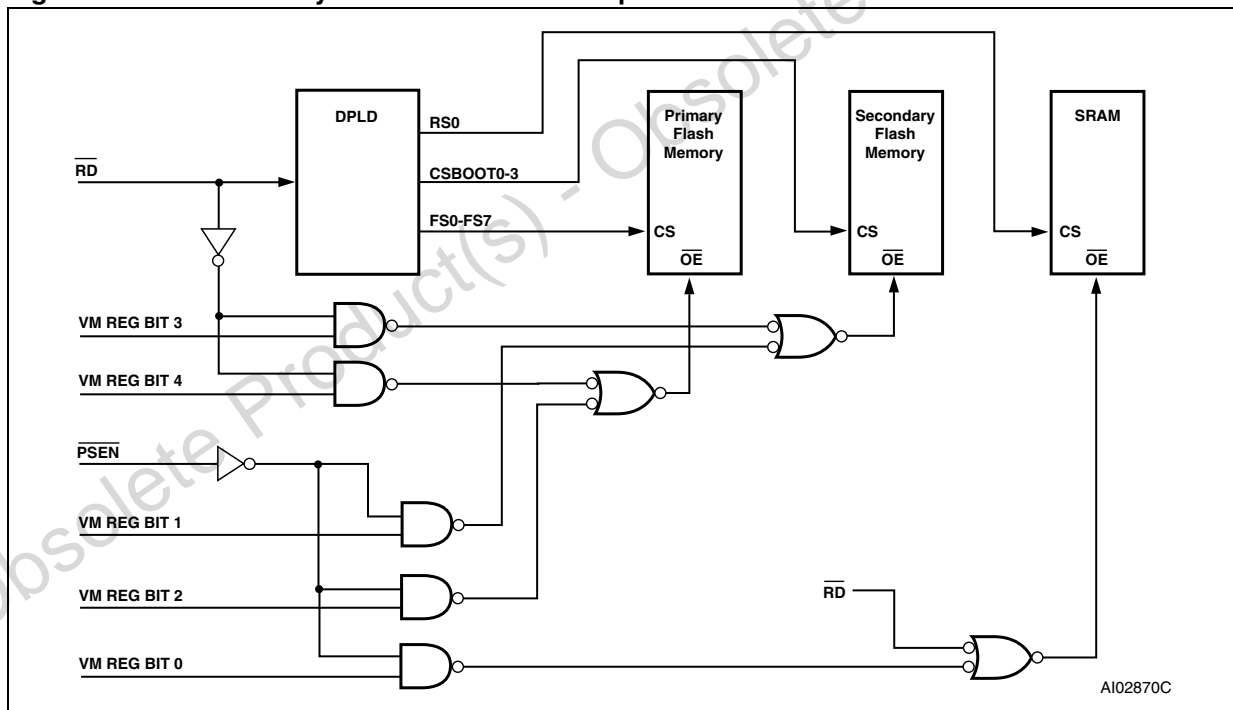 DPLD
RS0
CSBOOT0-3
FS0-FS7
Primary
Flash
Memory
CS
OE
Secondary
Flash
Memory
CS
OE
SRAM
CS
OE
RD
VM REG BIT 3
VM REG BIT 4
PSEN
VM REG BIT 1
VM REG BIT 2
VM REG BIT 0
RD
AI02870C
Obsolete Product(s) - Obsolete